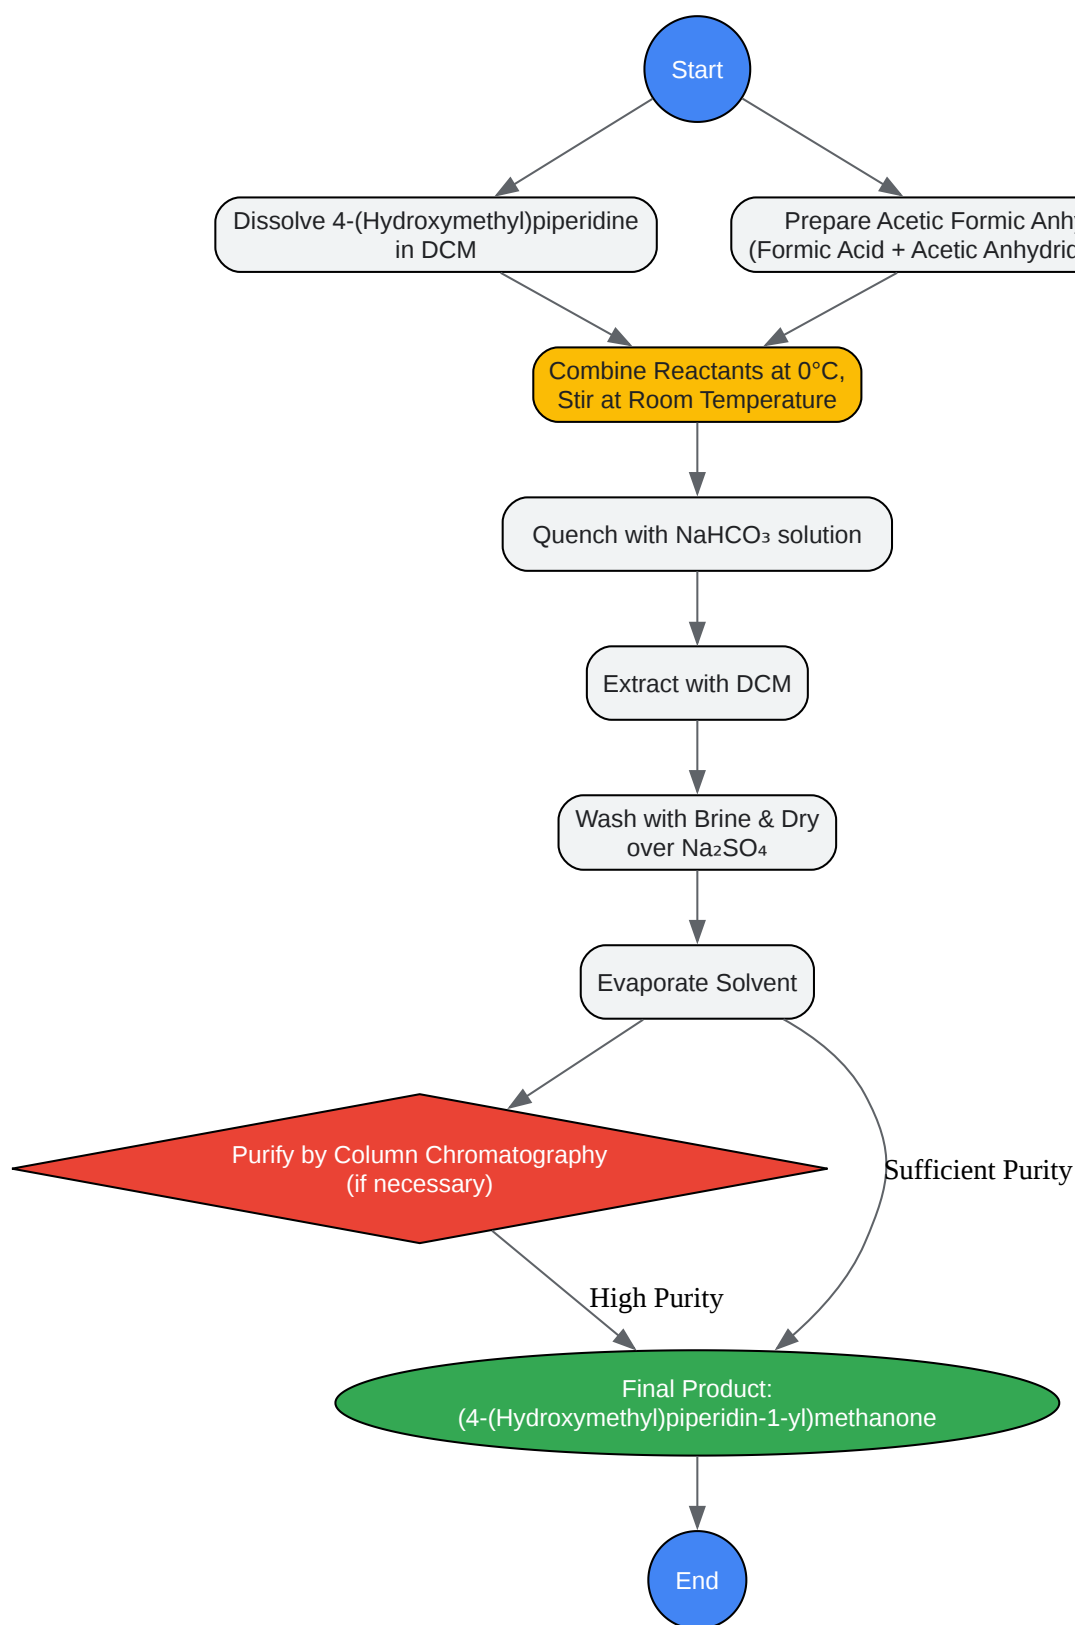 Start
Dissolve 4-(Hydroxymethyl)piperidine
in DCM
Prepare Acetic Formic
(Formic Acid + Acetic
Combine Reactants at 0°C,
Stir at Room Temperature
Quench with NaHCO₃ solution
Extract with DCM
Wash with Brine & Dry
over Na₂SO₄
Evaporate Solvent
Purify by Column Chromatography
(if necessary)
Sufficient Purity
High Purity
Final Product:
(4-(Hydroxymethyl)piperidin-1-yl)methanone
End